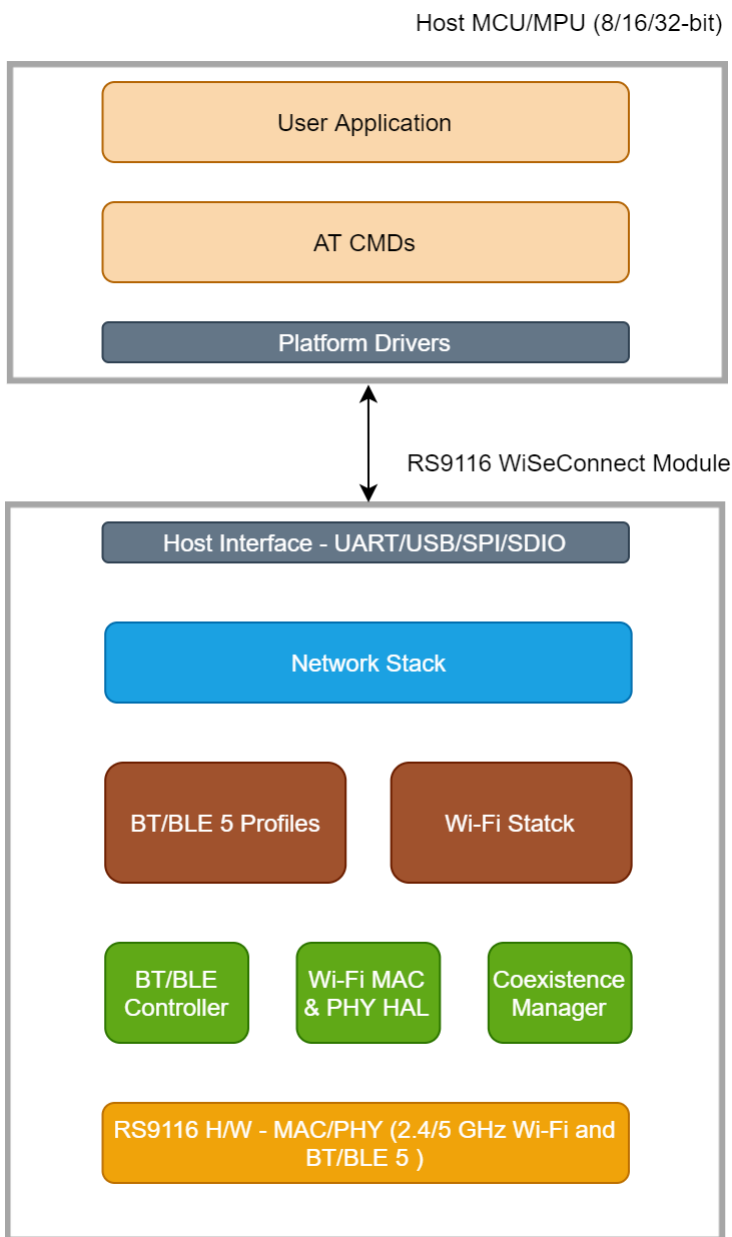 Host MCU/MPU (8/16/32-bit)
User Application
AT CMDs
Platform Drivers
RS9116 WiSeConnect Module
Host Interface - UART/USB/SPI/SDIO
Network Stack
BT/BLE 5 Profiles
Wi-Fi Statck
BT/BLE
Controller
Wi-Fi MAC
& PHY HAL
Coexistence
Manager
RS9116 H/W - MAC/PHY (2.4/5 GHz Wi-Fi and
BT/BLE 5 )